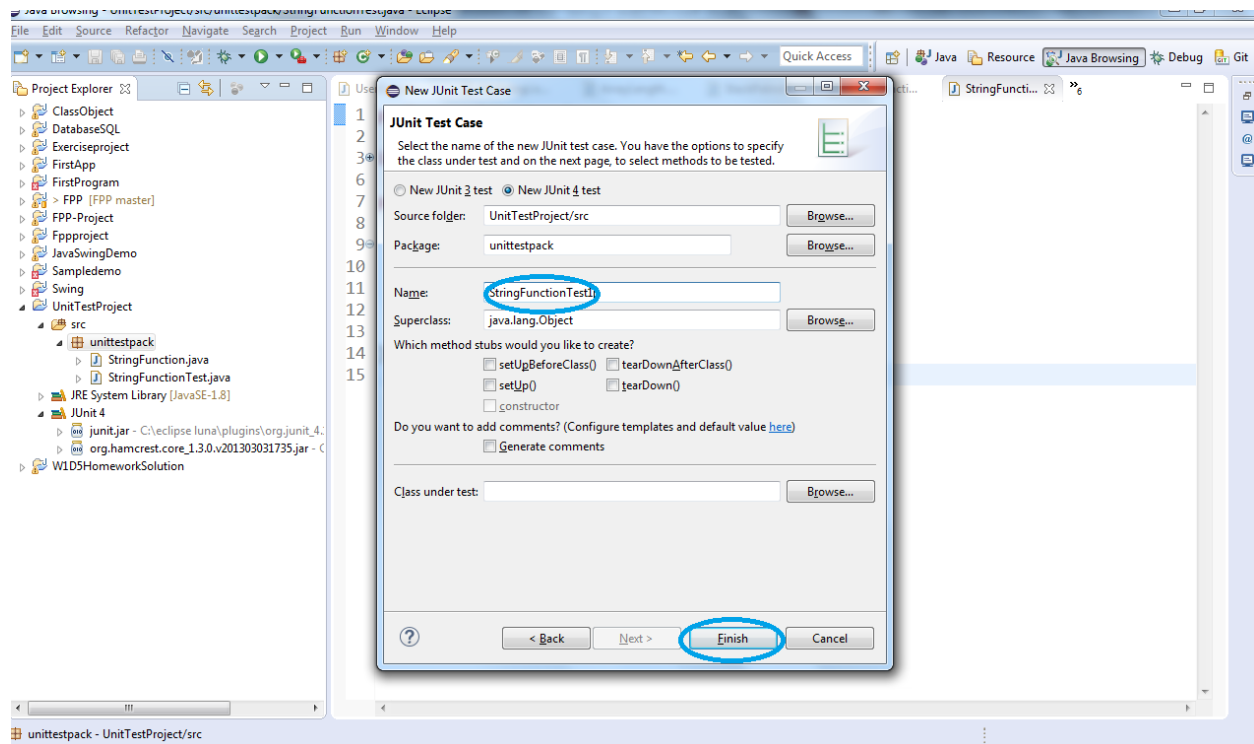 Java Browsing - UnitTestProject/src/unittestpack/StringFunctionTest.java - Eclipse
File Edit Source Refactor Navigate Search Project Run Window Help
Quick Access Java Resource Java Browsing Debug Git
Project Explorer
Use
StringFuncti... »6
ClassObject
DatabaseSQL
Exerciseproject
FirstApp
FirstProgram
> FPP [FPP master]
FPP-Project
Fppproject
JavaSwingDemo
Sampledemo
Swing
UnitTestProject
src
unittestpack
StringFunction.java
StringFunctionTest.java
JRE System Library [JavaSE-1.8]
JUnit 4
junit.jar - C:\eclipse luna\plugins\org.junit_4.
org.hamcrest.core_1.3.0.v201303031735.jar - C
W1D5HomeworkSolution
1
2
3
6
7
8
9
10
11
12
13
14
15
New JUnit Test Case
JUnit Test Case
Select the name of the new JUnit test case. You have the options to specify
the class under test and on the next page, to select methods to be tested.
New JUnit 3 test New JUnit 4 test
Source folder: UnitTestProject/src Browse...
Package: unittestpack Browse...
Name:
Superclass: java.lang.Object Browse...
Which method stubs would you like to create?
setUpBeforeClass() tearDownAfterClass()
setUp() tearDown()
constructor
Do you want to add comments? (Configure templates and default value here)
Generate comments
Class under test: Browse...
< Back Next > Finish Cancel
unittestpack - UnitTestProject/src